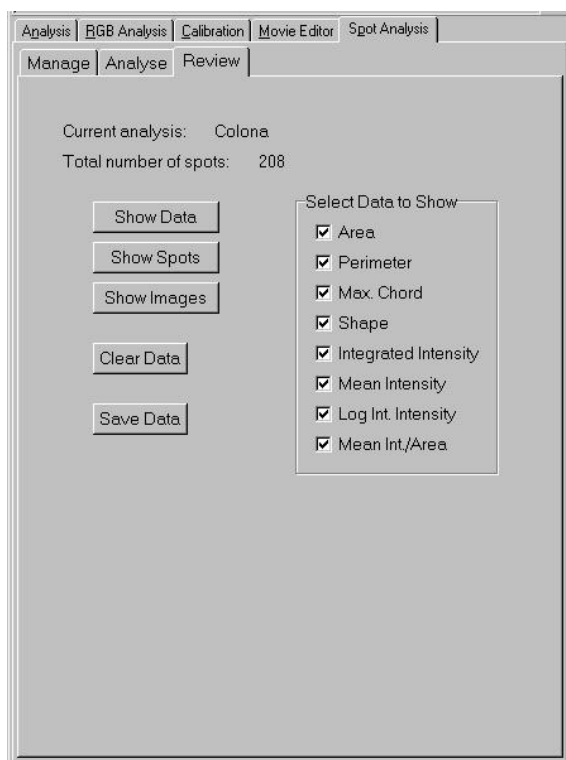 Analysis RGB Analysis Calibration Movie Editor Spot Analysis
Manage Analyse Review
Current analysis: Colona
Total number of spots: 208
Show Data
Show Spots
Show Images
Clear Data
Save Data
Select Data to Show
Area
Perimeter
Max. Chord
Shape
Integrated Intensity
Mean Intensity
Log Int. Intensity
Mean Int./Area